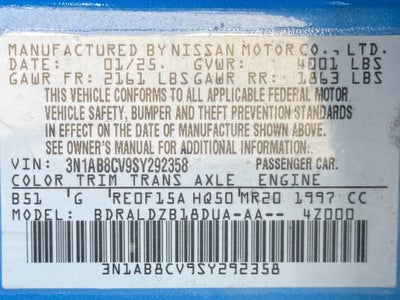 MANUFACTURED BY NISSAN MOTOR CO., LTD.
DATE: 01/25. GVWR: 4001 LBS
GAWR FR: 2161 LBS GAWR RR: 1863 LBS
THIS VEHICLE CONFORMS TO ALL APPLICABLE FEDERAL MOTOR
VEHICLE SAFETY, BUMPER AND THEFT PREVENTION STANDARDS
IN EFFECT ON THE DATE OF MANUFACTURE SHOWN ABOVE.
SEE OWNER'S MANUAL FOR ADDITIONAL INFORMATION.
VIN: 3N1AB8CV9SY292358 PASSENGER CAR.
COLOR TRIM TRANS AXLE ENGINE
B51 G RE0F15A HQ50 MR20 1997 CC
MODEL: BDRALDZB18DUA-AA-- 4Z000
3N1AB8CV9SY292358